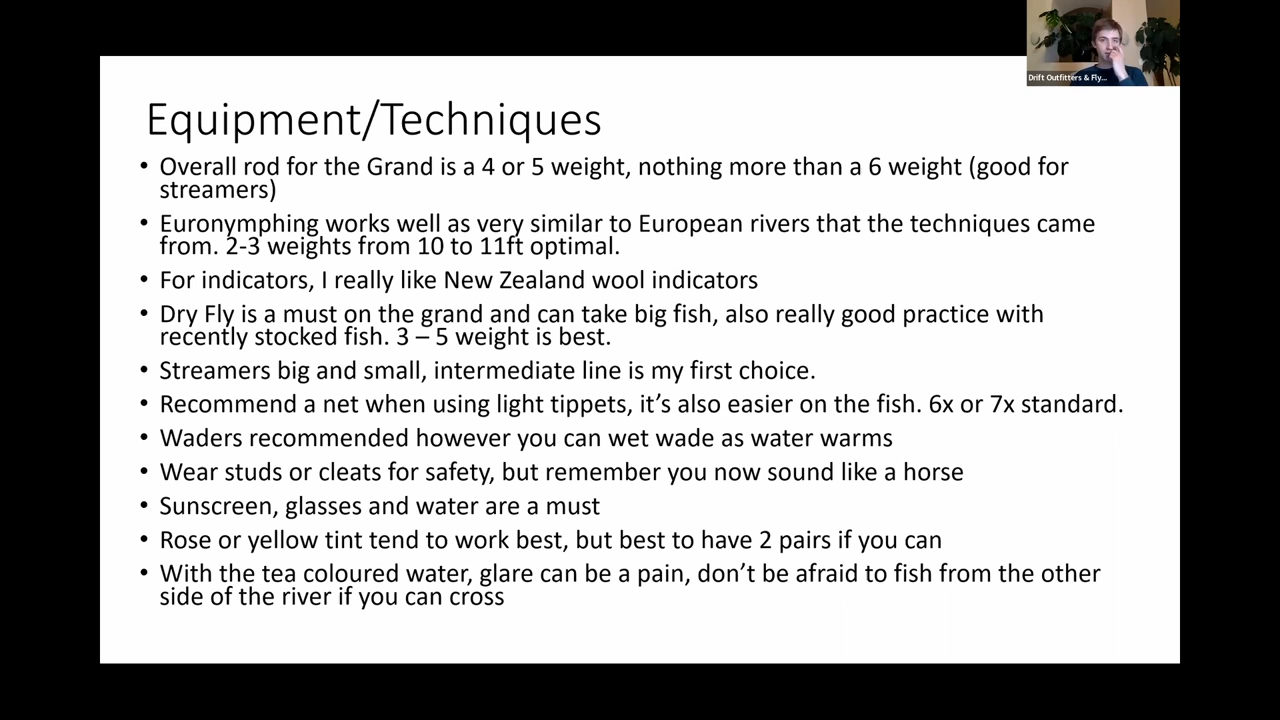 Drift Outfitters & Fly...
Equipment/Techniques
• Overall rod for the Grand is a 4 or 5 weight, nothing more than a 6 weight (good for
streamers)
• Euronymphing works well as very similar to European rivers that the techniques came
from. 2-3 weights from 10 to 11ft optimal.
• For indicators, I really like New Zealand wool indicators
• Dry Fly is a must on the grand and can take big fish, also really good practice with
recently stocked fish. 3 – 5 weight is best.
• Streamers big and small, intermediate line is my first choice.
• Recommend a net when using light tippets, it’s also easier on the fish. 6x or 7x standard.
• Waders recommended however you can wet wade as water warms
• Wear studs or cleats for safety, but remember you now sound like a horse
• Sunscreen, glasses and water are a must
• Rose or yellow tint tend to work best, but best to have 2 pairs if you can
• With the tea coloured water, glare can be a pain, don’t be afraid to fish from the other
side of the river if you can cross